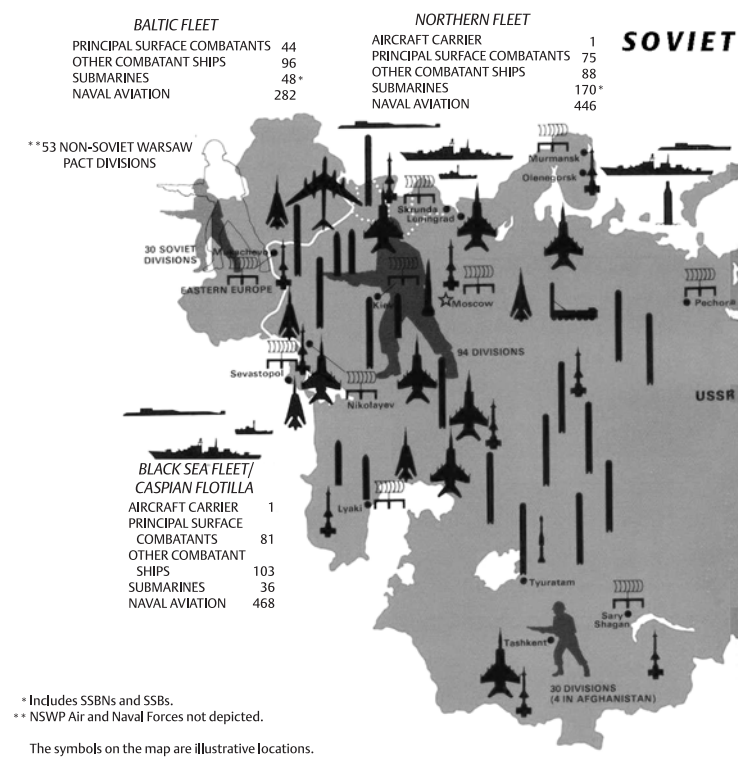 BALTIC FLEET
PRINCIPAL SURFACE COMBATANTS 44
OTHER COMBATANT SHIPS 96
SUBMARINES 48*
NAVAL AVIATION 282
NORTHERN FLEET
AIRCRAFT CARRIER 1
PRINCIPAL SURFACE COMBATANTS 75
OTHER COMBATANT SHIPS 88
SUBMARINES 170*
NAVAL AVIATION 446
SOVIET
**53 NON-SOVIET WARSAW
PACT DIVISIONS
Murmansk
Olenegorsk
Skrunda
Leningrad
30 SOVIET
DIVISIONS
Mukachevo
EASTERN EUROPE
Kiev
Moscow
Pechora
94 DIVISIONS
Sevastopol
Nikolayev
USSR
BLACK SEA FLEET/
CASPIAN FLOTILLA
AIRCRAFT CARRIER 1
PRINCIPAL SURFACE
COMBATANTS 81
OTHER COMBATANT
SHIPS 103
SUBMARINES 36
NAVAL AVIATION 468
Lyaki
Tyuratam
Sary
Shagan
Tashkent
30 DIVISIONS
(4 IN AFGHANISTAN)
* Includes SSBNs and SSBs.
** NSWP Air and Naval Forces not depicted.
The symbols on the map are illustrative locations.